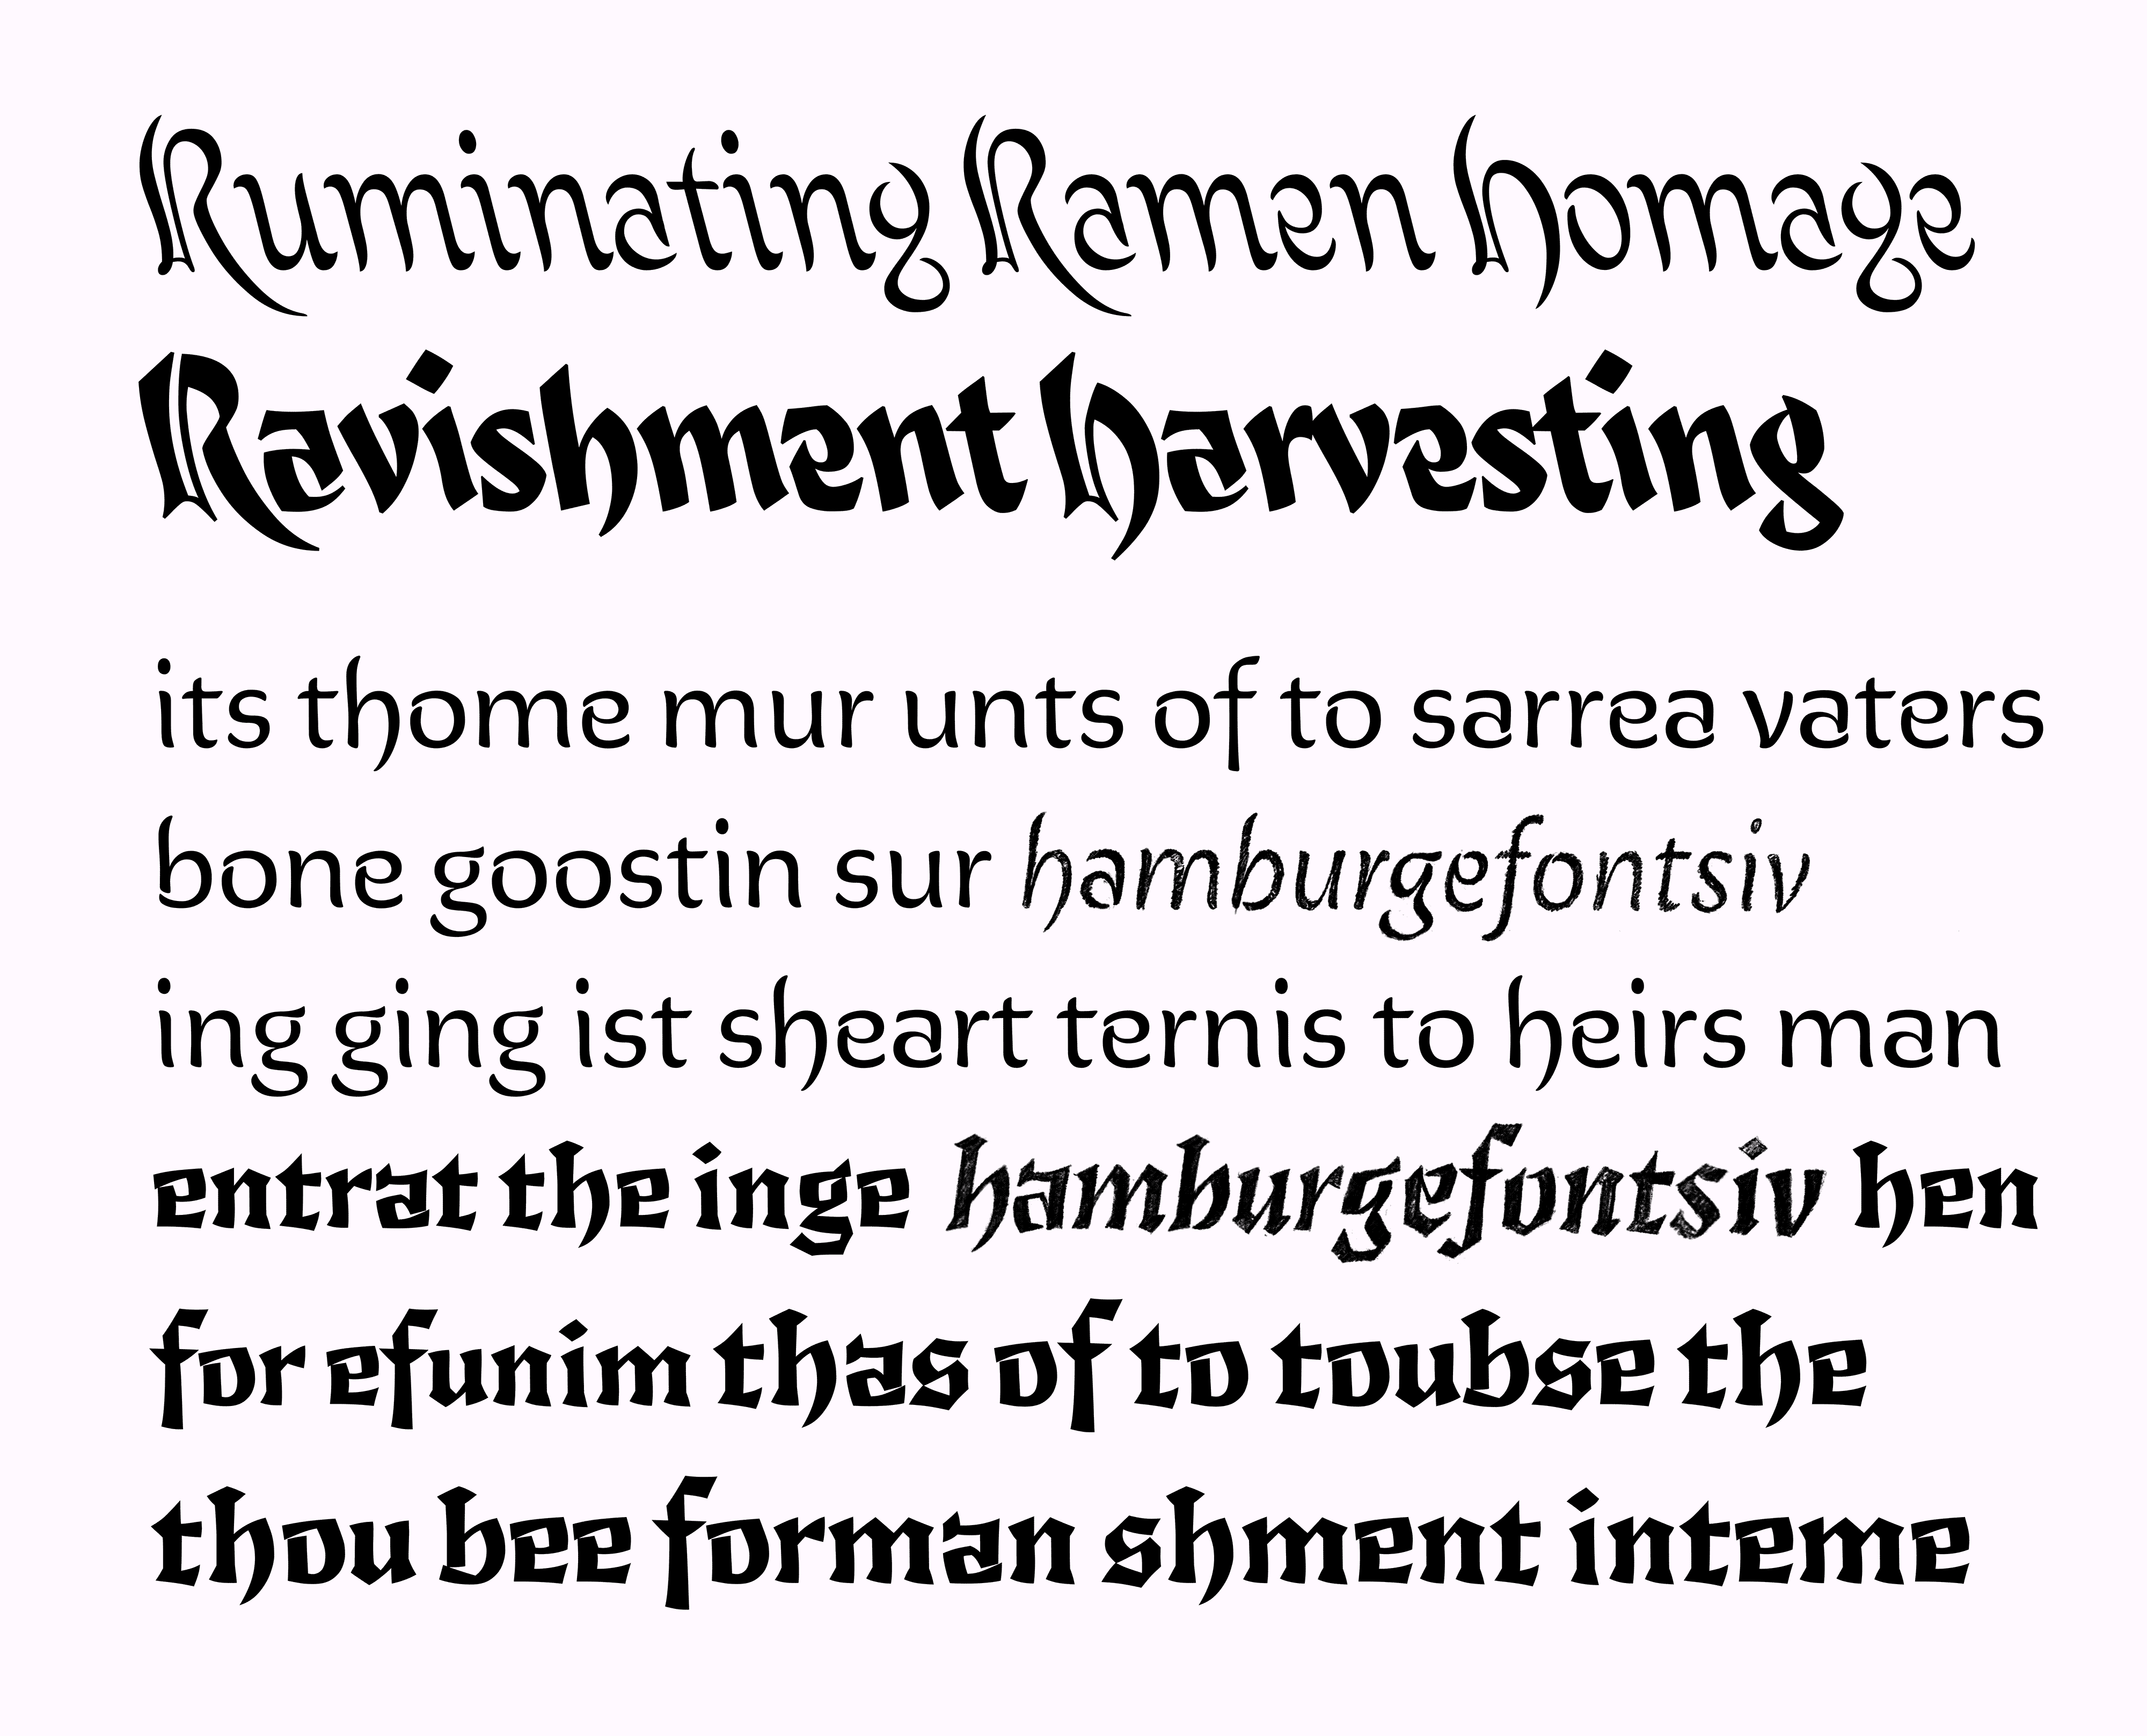 Ruminating Ramen Homage
Ravishment Harvesting
its thome mur unts of to sarrea vaters
bone goostin sur hamburgefontsiv
ing ging ist sheart ternis to heirs man
entrat the inge hamburgefontsiv hen
for efunim thas of to toubse the
thou bee forman shment inteme